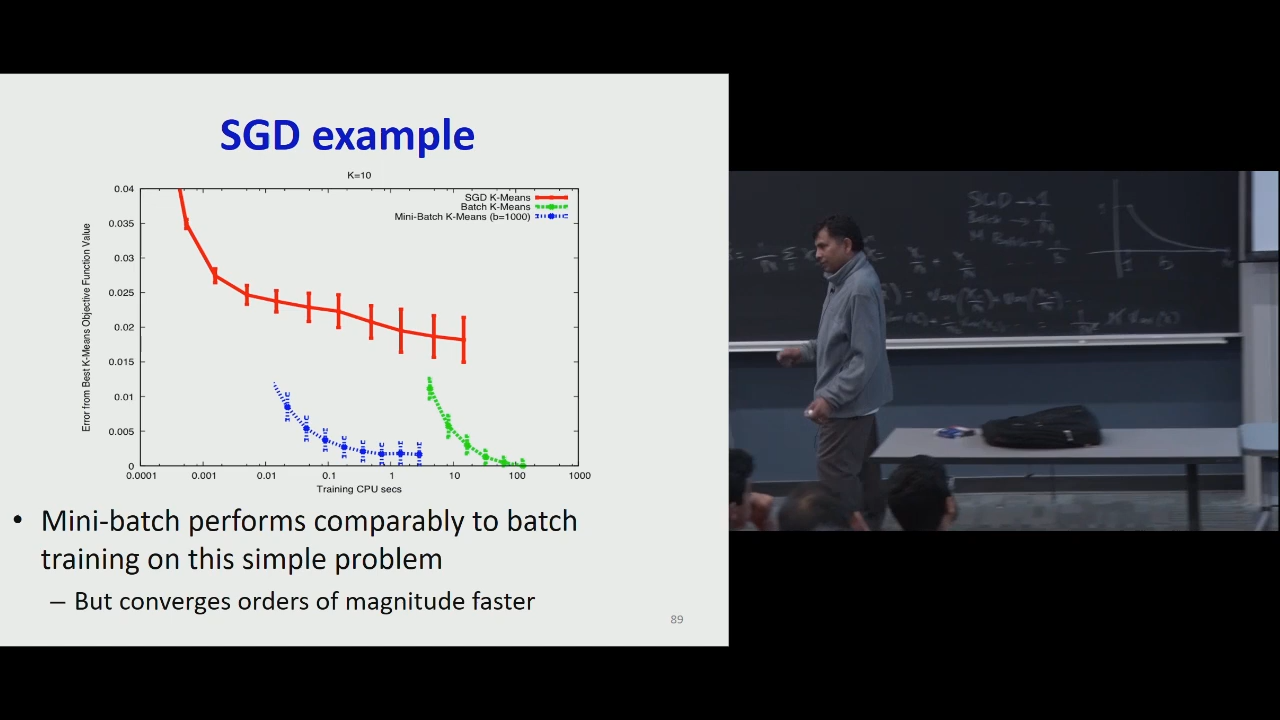 SGD example
K=10
SGD K-Means
Batch K-Means
Mini-Batch K-Means (b=1000)
Error from Best K-Means Objective Function Value
0.04
0.035
0.03
0.025
0.02
0.015
0.01
0.005
0
0.0001 0.001 0.01 0.1 1 10 100 1000
Training CPU secs
• Mini-batch performs comparably to batch
training on this simple problem
– But converges orders of magnitude faster
89